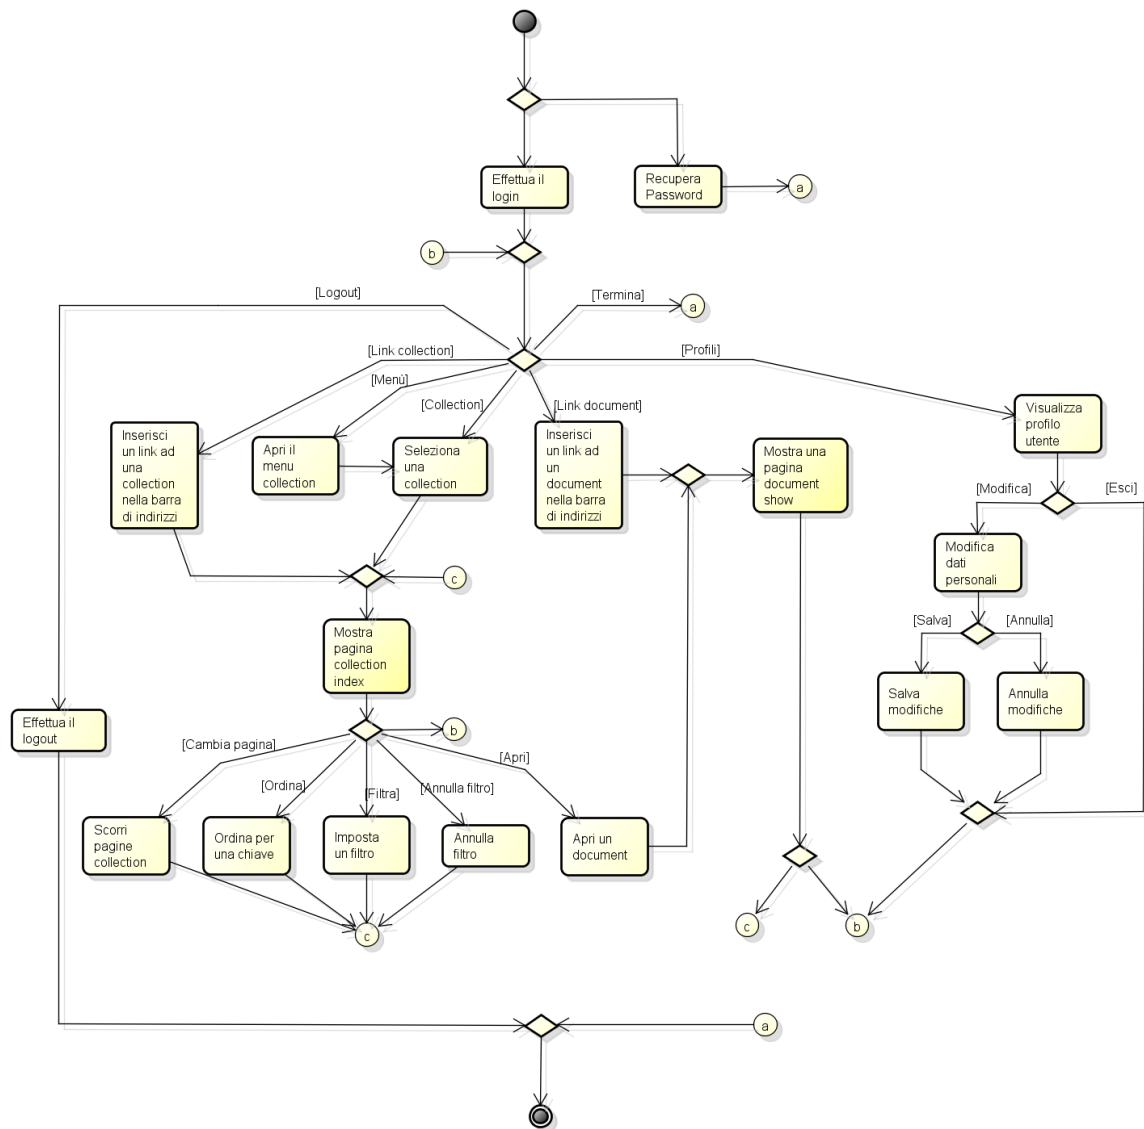 Effettua il
login
Recupera
Password
a
b
[Logout]
[Termina]
a
[Link collection]
[Menú]
[Profili]
[Collection]
[Link document]
Inserisci
un link ad
una
collection
nella barra
di indirizzi
Apri il
menu
collection
Seleziona
una
collection
Inserisci
un link ad
un
document
nella barra
di indirizzi
Mostra una
pagina
document
show
Visualizza
profilo
utente
[Modifica]
[Esci]
Modifica
dati
personali
c
[Salva]
[Annulla]
Mostra
pagina
collection
index
Salva
modifiche
Annulla
modifiche
Effettua il
logout
b
[Cambia pagina]
[Ordina]
[Filtra]
[Annulla filtro]
[Apri]
Scorri
pagine
collection
Ordina per
una chiave
Imposta
un filtro
Annulla
filtro
Apri un
document
c
c
b
a